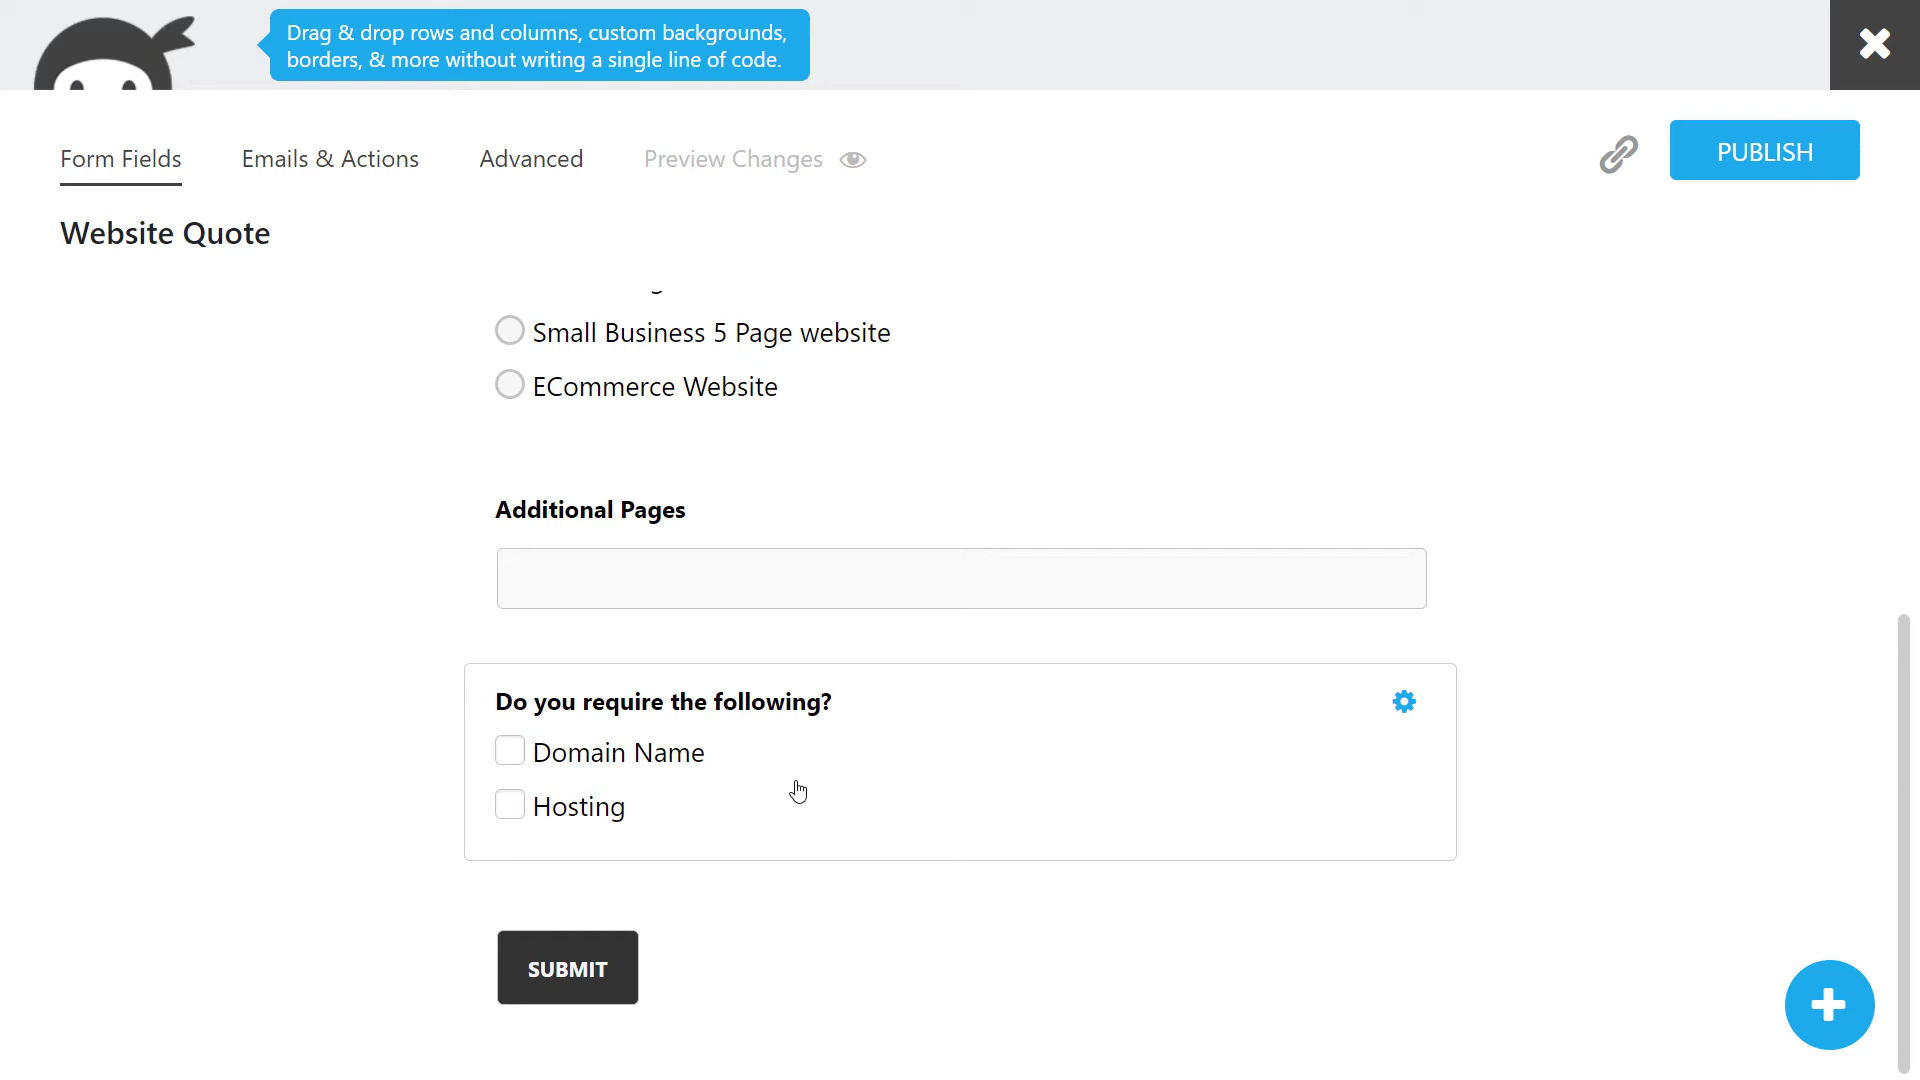 Drag & drop rows and columns, custom backgrounds,
borders, & more without writing a single line of code.
Form Fields
Emails & Actions
Advanced
Preview Changes
PUBLISH
Website Quote
Small Business 5 Page website
ECommerce Website
Additional Pages
Do you require the following?
Domain Name
Hosting
SUBMIT